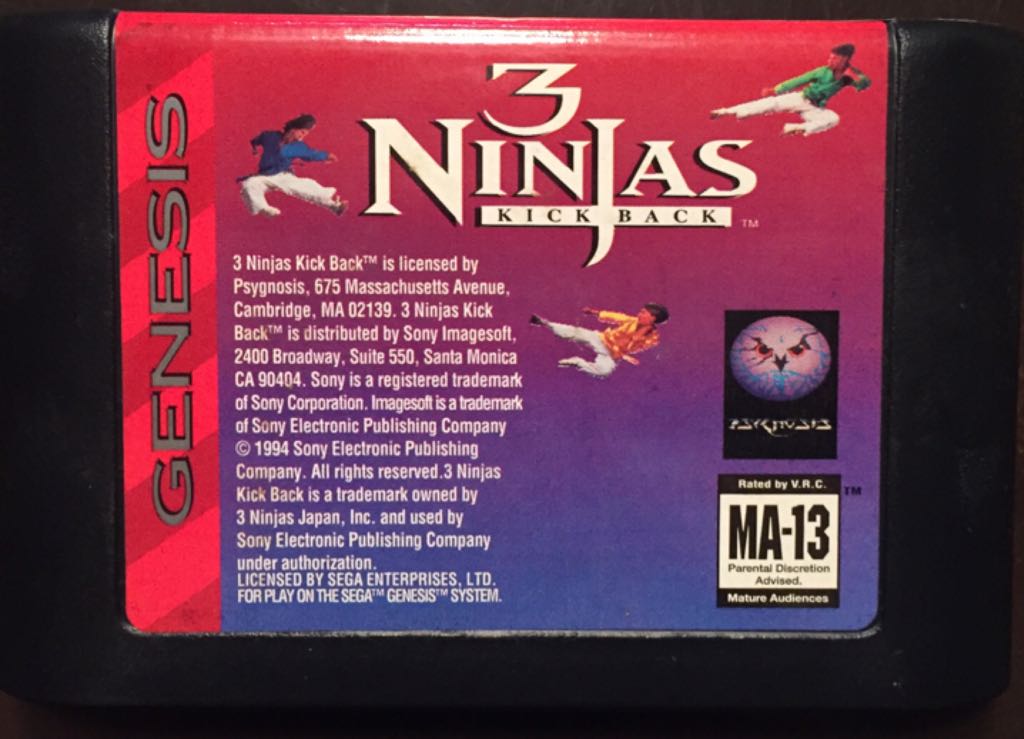 GENESIS
3
NINJAS
KICK BACK
TM
3 Ninjas Kick Back™ is licensed by
Psygnosis, 675 Massachusetts Avenue,
Cambridge, MA 02139. 3 Ninjas Kick
Back™ is distributed by Sony Imagesoft,
2400 Broadway, Suite 550, Santa Monica
CA 90404. Sony is a registered trademark
of Sony Corporation. Imagesoft is a trademark
of Sony Electronic Publishing Company
© 1994 Sony Electronic Publishing
Company. All rights reserved.3 Ninjas
Kick Back is a trademark owned by
3 Ninjas Japan, Inc. and used by
Sony Electronic Publishing Company
under authorization.
LICENSED BY SEGA ENTERPRISES, LTD.
FOR PLAY ON THE SEGA™ GENESIS™ SYSTEM.
PSYGNOSIS
Rated by V.R.C.
TM
MA-13
Parental Discretion
Advised.
Mature Audiences